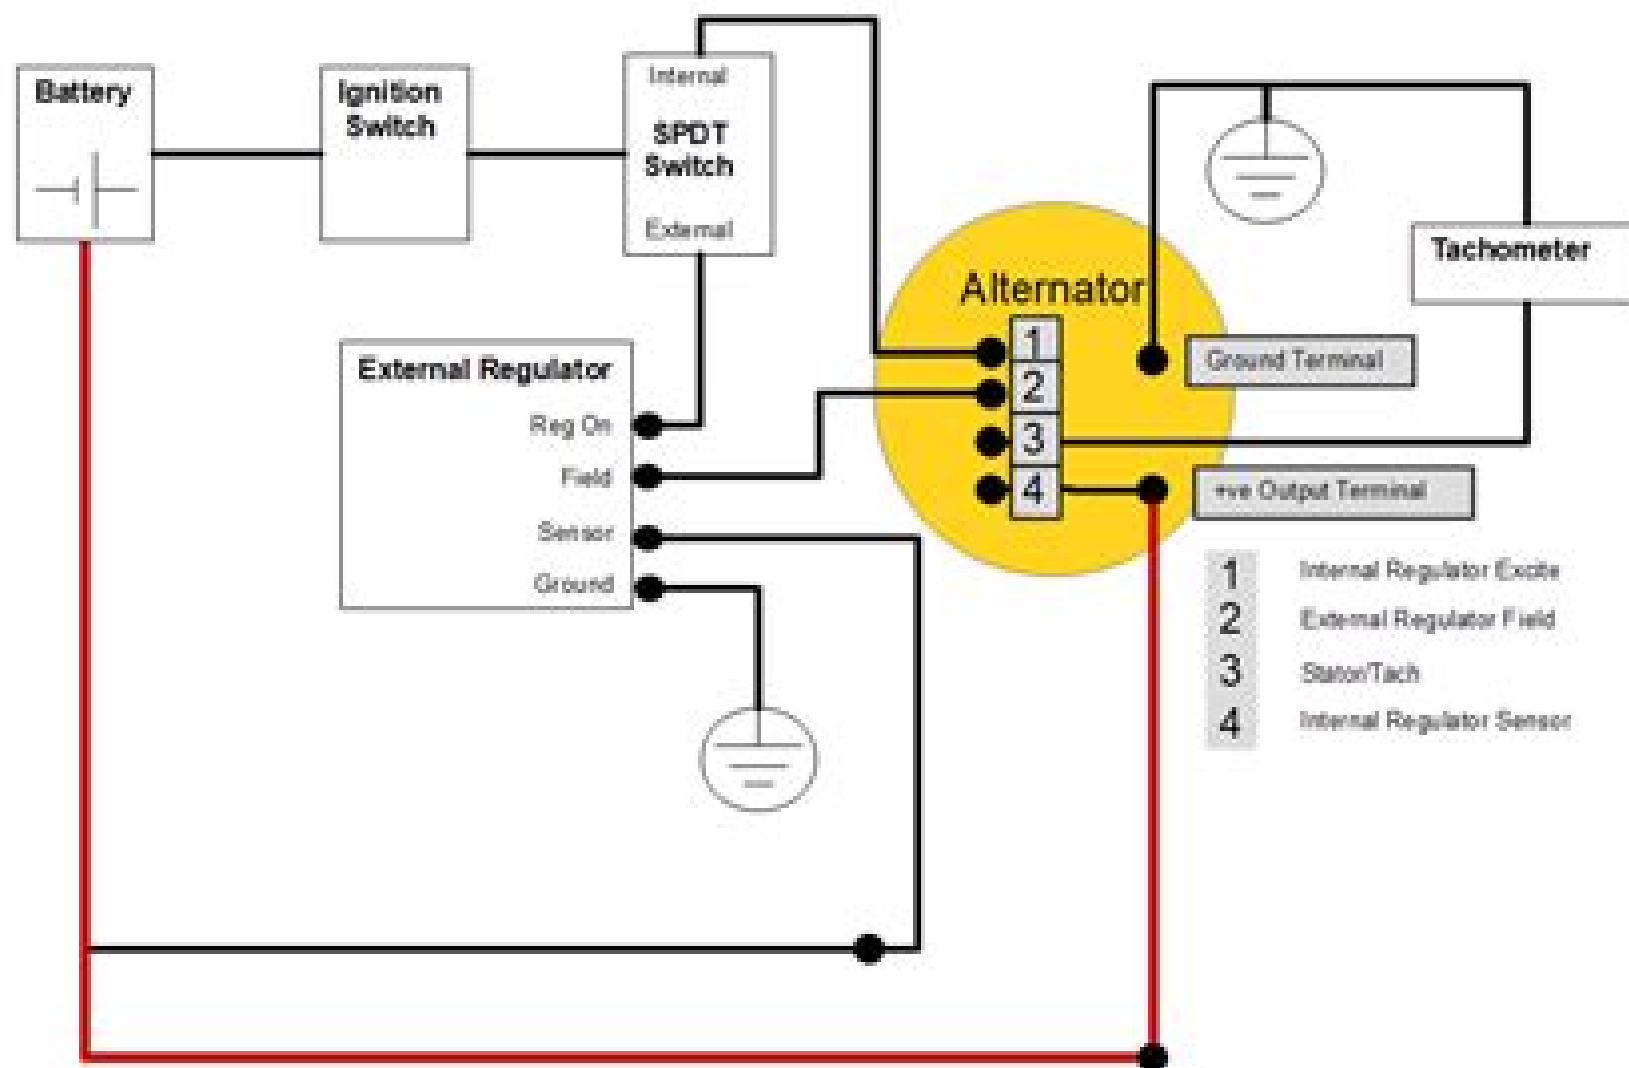 Battery
Ignition
Switch
Internal
SPDT
Switch
External
Tachometer
Alternator
1
2
3
4
Ground Terminal
+ve Output Terminal
External Regulator
Reg On
Field
Sensor
Ground
1 Internal Regulator Excite
2 External Regulator Field
3 Stator/Tach
4 Internal Regulator Sensor